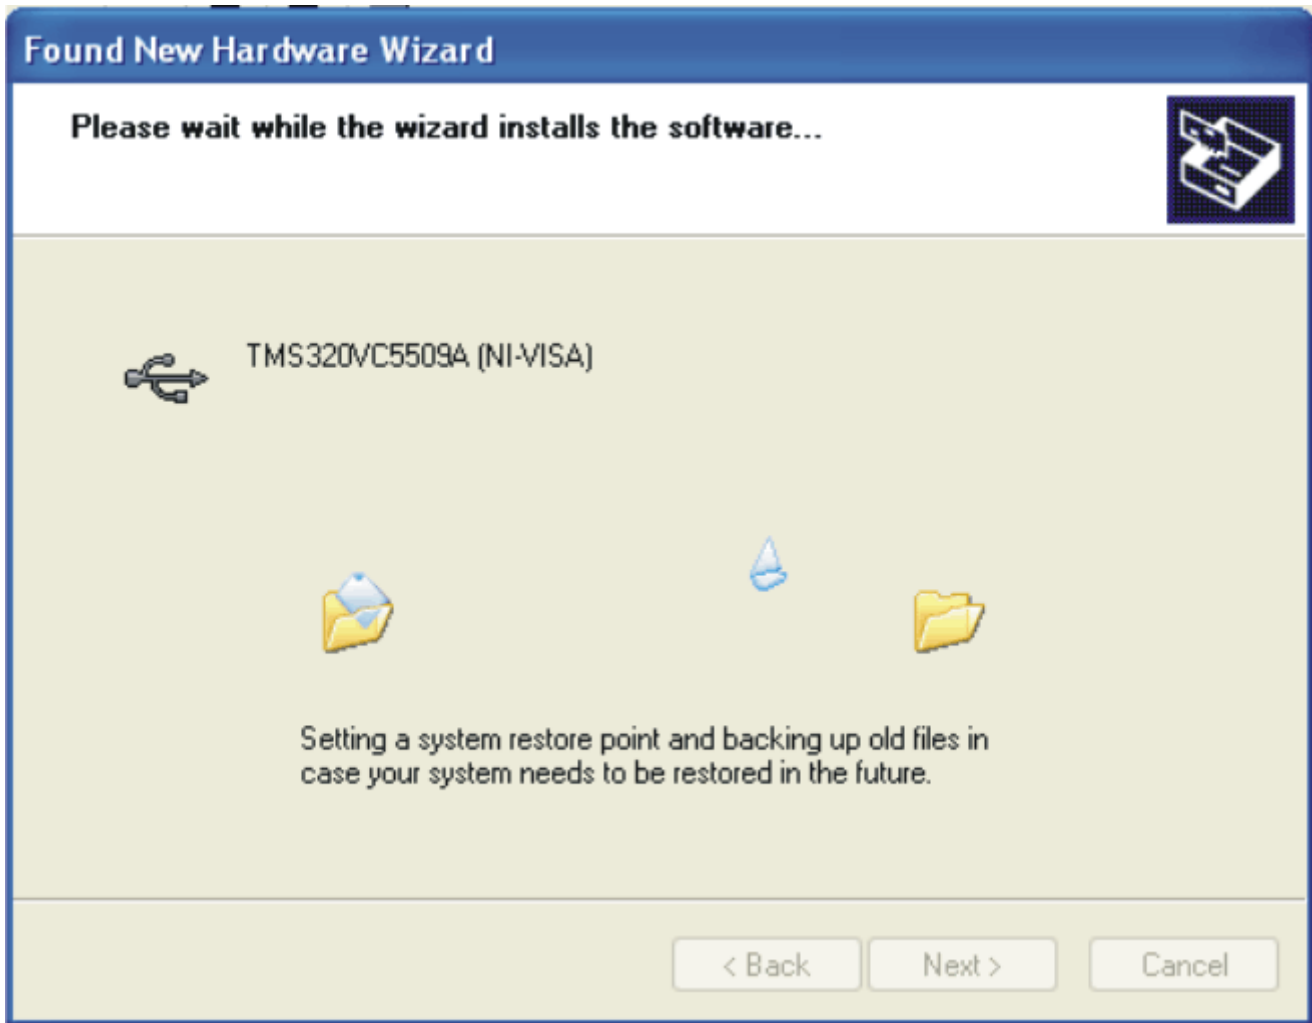 Found New Hardware Wizard
Please wait while the wizard installs the software...
TMS320VC5509A (NI-VISA)
Setting a system restore point and backing up old files in
case your system needs to be restored in the future.
< Back
Next >
Cancel